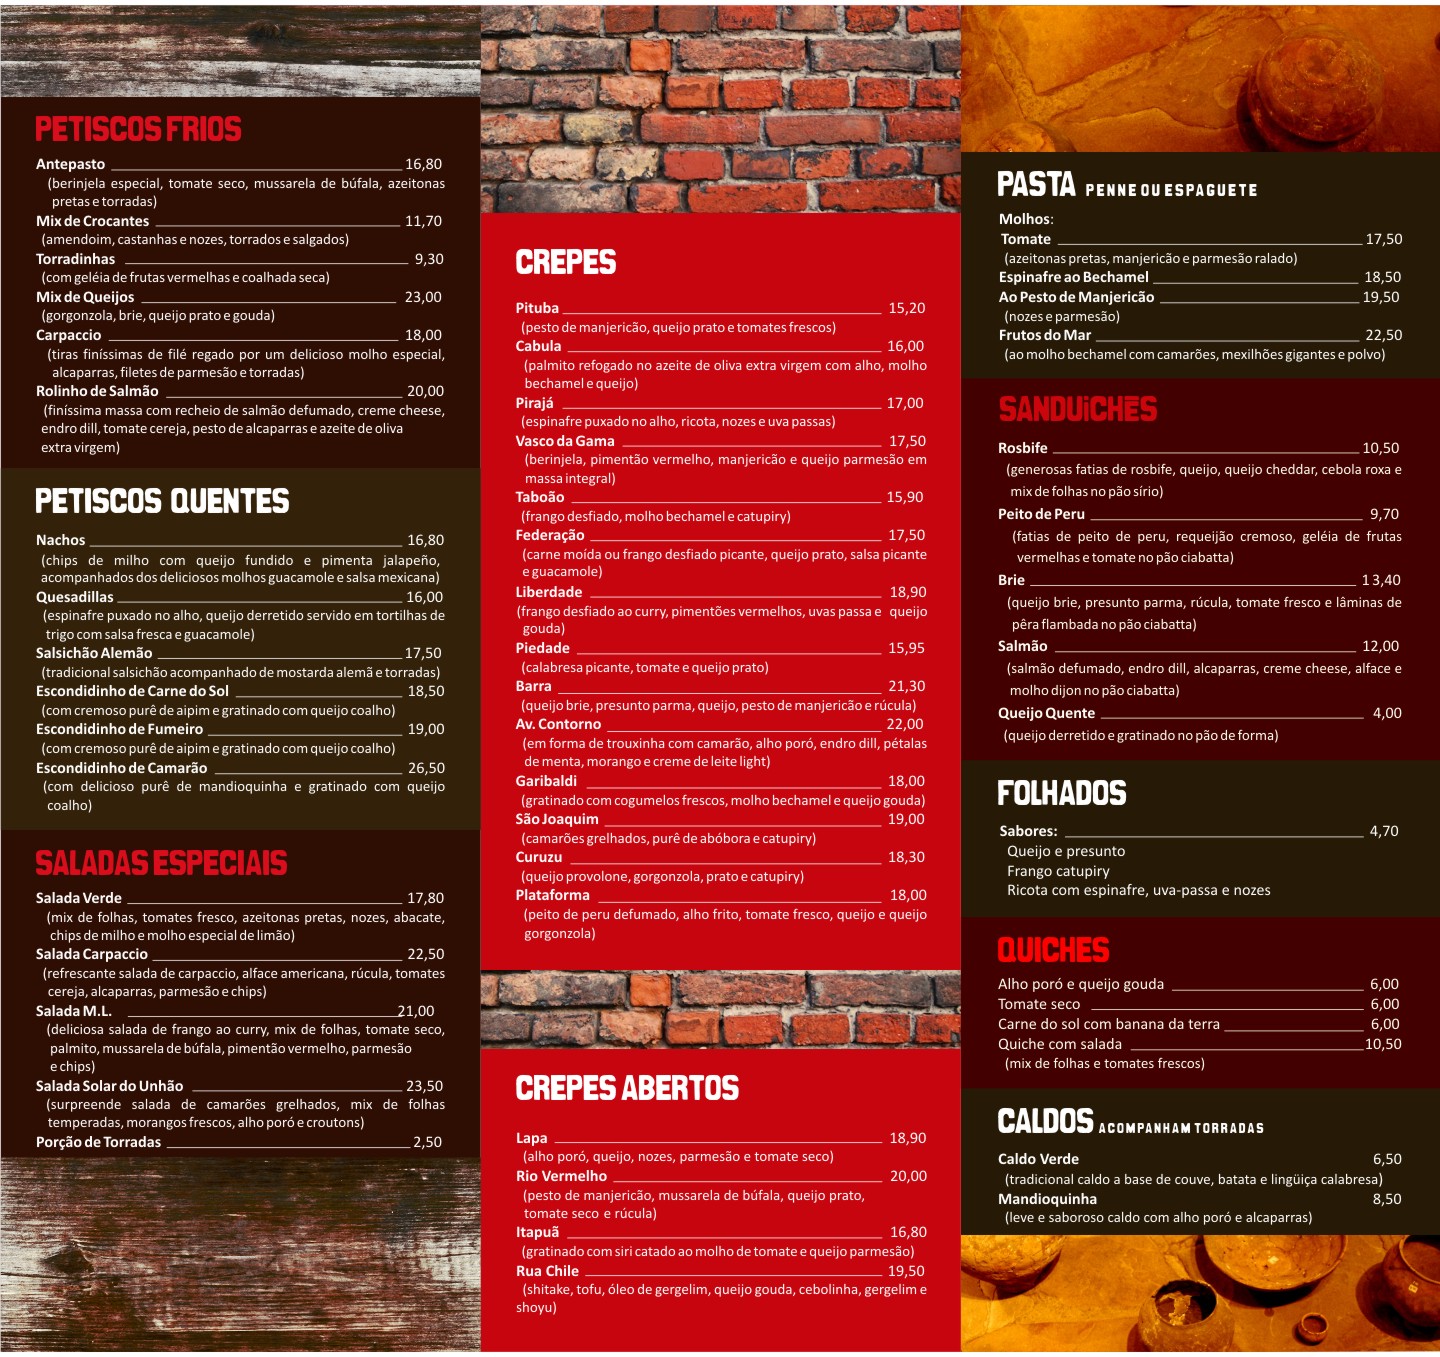 PETISCOS FRIOS
Antepasto 16,80
(berinjela especial, tomate seco, mussarela de búfala, azeitonas
pretas e torradas)
Mix de Crocantes 11,70
(amendoim, castanhas e nozes, torrados e salgados)
Torradinhas 9,30
(com geléia de frutas vermelhas e coalhada seca)
Mix de Queijos 23,00
(gorgonzola, brie, queijo prato e gouda)
Carpaccio 18,00
(tiras finíssimas de filé regado por um delicioso molho especial,
alcaparras, filetes de parmesão e torradas)
Rolinho de Salmão 20,00
(finíssima massa com recheio de salmão defumado, creme cheese,
endro dill, tomate cereja, pesto de alcaparras e azeite de oliva
extra virgem)
PETISCOS QUENTES
Nachos 16,80
(chips de milho com queijo fundido e pimenta jalapeño,
acompanhados dos deliciosos molhos guacamole e salsa mexicana)
Quesadillas 16,00
(espinafre puxado no alho, queijo derretido servido em tortilhas de
trigo com salsa fresca e guacamole)
Salsichão Alemão 17,50
(tradicional salsichão acompanhado de mostarda alemã e torradas)
Escondidinho de Carne do Sol 18,50
(com cremoso purê de aipim e gratinado com queijo coalho)
Escondidinho de Fumeiro 19,00
(com cremoso purê de aipim e gratinado com queijo coalho)
Escondidinho de Camarão 26,50
(com delicioso purê de mandioquinha e gratinado com queijo
coalho)
SALADAS ESPECIAIS
Salada Verde 17,80
(mix de folhas, tomates fresco, azeitonas pretas, nozes, abacate,
chips de milho e molho especial de limão)
Salada Carpaccio 22,50
(refrescante salada de carpaccio, alface americana, rúcula, tomates
cereja, alcaparras, parmesão e chips)
Salada M.L. 21,00
(deliciosa salada de frango ao curry, mix de folhas, tomate seco,
palmito, mussarela de búfala, pimentão vermelho, parmesão
e chips)
Salada Solar do Unhão 23,50
(surpreende salada de camarões grelhados, mix de folhas
temperadas, morangos frescos, alho poró e croutons)
Porção de Torradas 2,50
CREPES
Pituba 15,20
(pesto de manjericão, queijo prato e tomates frescos)
Cabula 16,00
(palmito refogado no azeite de oliva extra virgem com alho, molho
bechamel e queijo)
Pirajá 17,00
(espinafre puxado no alho, ricota, nozes e uva passas)
Vasco da Gama 17,50
(berinjela, pimentão vermelho, manjericão e queijo parmesão em
massa integral)
Taboão 15,90
(frango desfiado, molho bechamel e catupiry)
Federação 17,50
(carne moída ou frango desfiado picante, queijo prato, salsa picante
e guacamole)
Liberdade 18,90
(frango desfiado ao curry, pimentões vermelhos, uvas passa e queijo
gouda)
Piedade 15,95
(calabresa picante, tomate e queijo prato)
Barra 21,30
(queijo brie, presunto parma, queijo, pesto de manjericão e rúcula)
Av. Contorno 22,00
(em forma de trouxinha com camarão, alho poró, endro dill, pétalas
de menta, morango e creme de leite light)
Garibaldi 18,00
(gratinado com cogumelos frescos, molho bechamel e queijo gouda)
São Joaquim 19,00
(camarões grelhados, purê de abóbora e catupiry)
Curuzu 18,30
(queijo provolone, gorgonzola, prato e catupiry)
Plataforma 18,00
(peito de peru defumado, alho frito, tomate fresco, queijo e queijo
gorgonzola)
CREPES ABERTOS
Lapa 18,90
(alho poró, queijo, nozes, parmesão e tomate seco)
Rio Vermelho 20,00
(pesto de manjericão, mussarela de búfala, queijo prato,
tomate seco e rúcula)
Itapuã 16,80
(gratinado com siri catado ao molho de tomate e queijo parmesão)
Rua Chile 19,50
(shitake, tofu, óleo de gergelim, queijo gouda, cebolinha, gergelim e
shoyu)
PASTA PENNE OU ESPAGUETE
Molhos:
Tomate 17,50
(azeitonas pretas, manjericão e parmesão ralado)
Espinafre ao Bechamel 18,50
Ao Pesto de Manjericão 19,50
(nozes e parmesão)
Frutos do Mar 22,50
(ao molho bechamel com camarões, mexilhões gigantes e polvo)
SANDUíCHÊS
Rosbife 10,50
(generosas fatias de rosbife, queijo, queijo cheddar, cebola roxa e
mix de folhas no pão sírio)
Peito de Peru 9,70
(fatias de peito de peru, requeijão cremoso, geléia de frutas
vermelhas e tomate no pão ciabatta)
Brie 13,40
(queijo brie, presunto parma, rúcula, tomate fresco e lâminas de
pêra flambada no pão ciabatta)
Salmão 12,00
(salmão defumado, endro dill, alcaparras, creme cheese, alface e
molho dijon no pão ciabatta)
Queijo Quente 4,00
(queijo derretido e gratinado no pão de forma)
FOLHADOS
Sabores: 4,70
Queijo e presunto
Frango catupiry
Ricota com espinafre, uva-passa e nozes
QUICHES
Alho poró e queijo gouda 6,00
Tomate seco 6,00
Carne do sol com banana da terra 6,00
Quiche com salada 10,50
(mix de folhas e tomates frescos)
CALDOS ACOMPANHAM TORRADAS
Caldo Verde 6,50
(tradicional caldo a base de couve, batata e lingüiça calabresa)
Mandioquinha 8,50
(leve e saboroso caldo com alho poró e alcaparras)